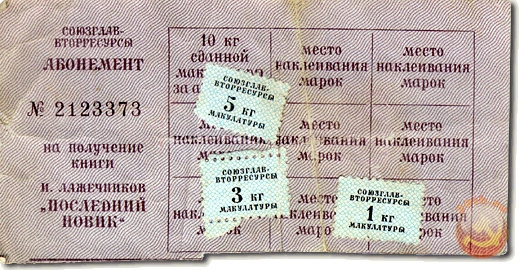 СОЮЗГЛАВ-
ВТОРРЕСУРСЫ
АБОНЕМЕНТ
№ 2123373
на получение
книги
И. ЛАЖЕЧНИКОВ
„ПОСЛЕДНИЙ
НОВИК“
10 кг
сданной
место
наклеивания
марок
место
наклеивания
марок
СОЮЗГЛАВ-
ВТОРРЕСУРСЫ
5 КГ
МАКУЛАТУРЫ
место
наклеивания
марок
место
наклеивания
марок
СОЮЗГЛАВ-
ВТОРРЕСУРСЫ
3 КГ
МАКУЛАТУРЫ
СОЮЗГЛАВ-
ВТОРРЕСУРСЫ
1 КГ
МАКУЛАТУРЫ
марок